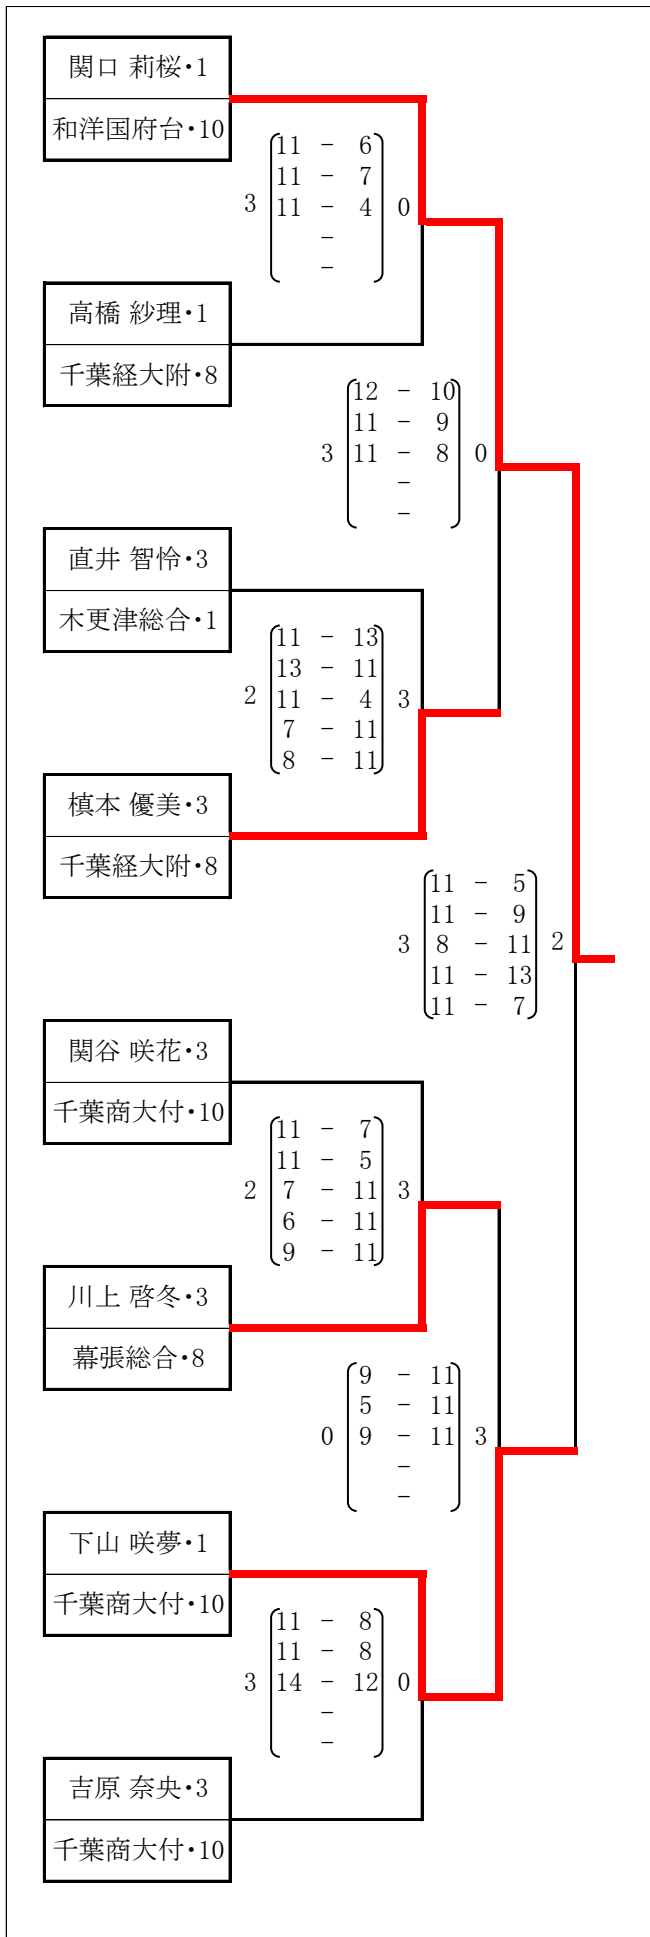 関口 莉桜・1
和洋国府台・10
11 - 6
11 - 7
3 11 - 4 0
-
-
高橋 紗理・1
千葉経大附・8
12 - 10
11 - 9
3 11 - 8 0
-
-
直井 智怜・3
木更津総合・1
11 - 13
13 - 11
2 11 - 4 3
7 - 11
8 - 11
槙本 優美・3
千葉経大附・8
11 - 5
11 - 9
3 8 - 11 2
11 - 13
11 - 7
関谷 咲花・3
千葉商大付・10
11 - 7
11 - 5
2 7 - 11 3
6 - 11
9 - 11
川上 啓冬・3
幕張総合・8
9 - 11
5 - 11
0 9 - 11 3
-
-
下山 咲夢・1
千葉商大付・10
11 - 8
11 - 8
3 14 - 12 0
-
-
吉原 奈央・3
千葉商大付・10